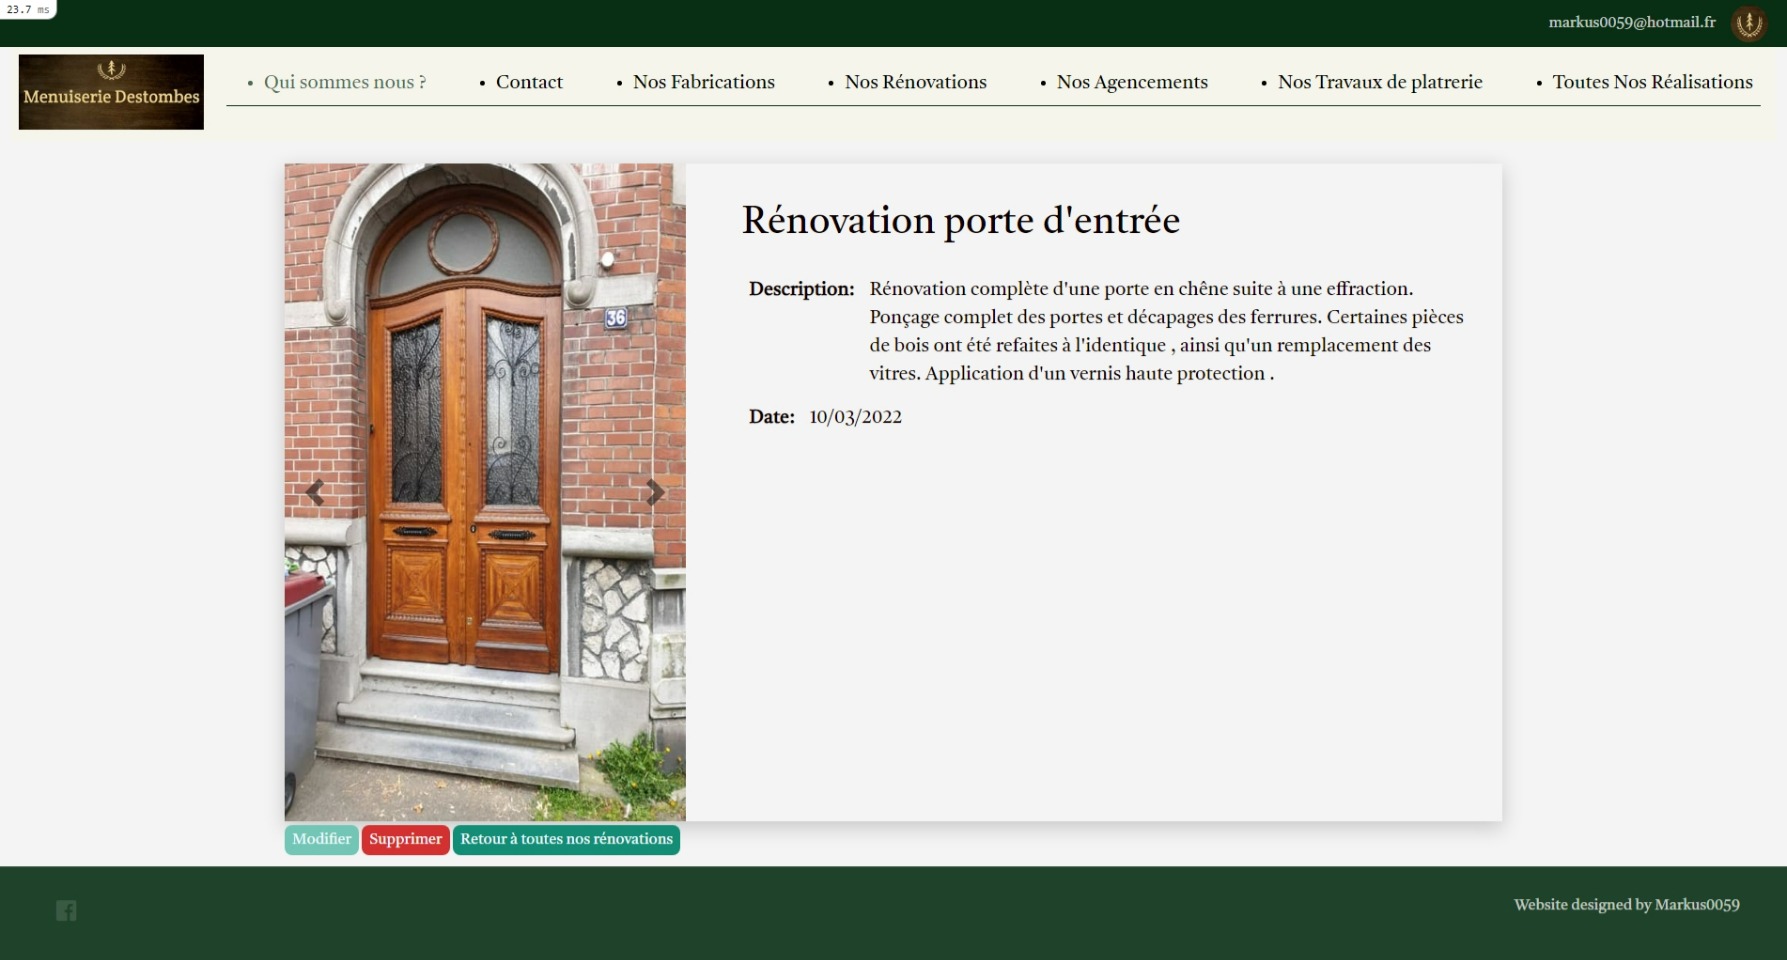 23.7 ms
markus0059@hotmail.fr
Menuiserie Destombes
Qui sommes nous ?
Contact
Nos Fabrications
Nos Rénovations
Nos Agencements
Nos Travaux de platrerie
Toutes Nos Réalisations
36
Rénovation porte d'entrée
Description: Rénovation complète d'une porte en chêne suite à une effraction.
Ponçage complet des portes et décapages des ferrures. Certaines pièces
de bois ont été refaites à l'identique , ainsi qu'un remplacement des
vitres. Application d'un vernis haute protection .
Date: 10/03/2022
Modifier
Supprimer
Retour à toutes nos rénovations
Website designed by Markus0059